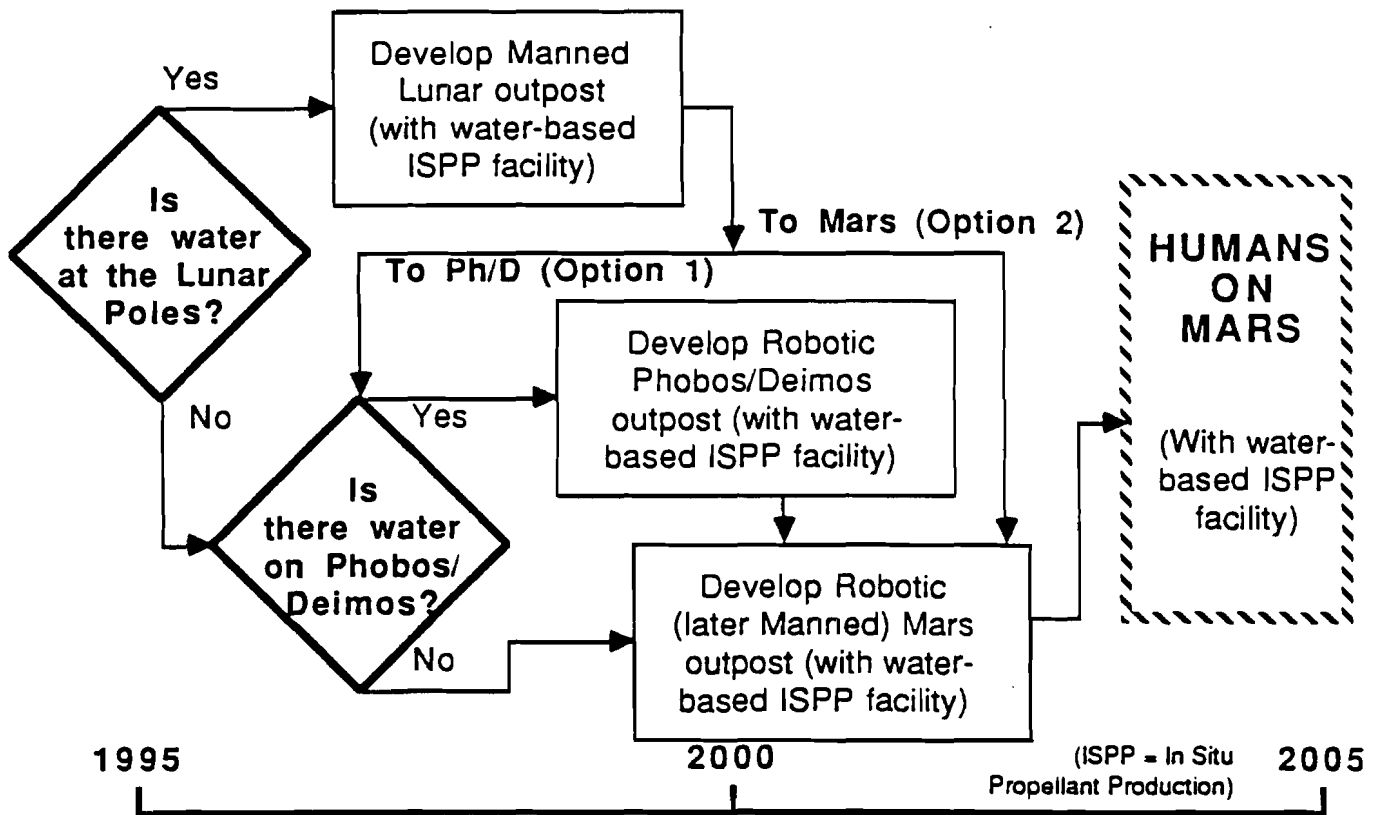 Yes
Develop Manned
Lunar outpost
(with water-based
ISPP facility)
Is
there water
at the Lunar
Poles?
To Mars (Option 2)
To Ph/D (Option 1)
HUMANS
ON
MARS
(With water-
based ISPP
facility)
No
Yes
Develop Robotic
Phobos/Deimos
outpost (with water-
based ISPP facility)
Is
there water
on Phobos/
Deimos?
No
Develop Robotic
(later Manned) Mars
outpost (with water-
based ISPP facility)
1995
2000
(ISPP = In Situ
Propellant Production)
2005